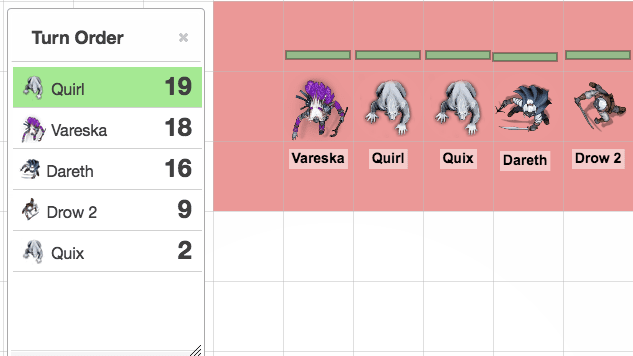 Turn Order ×
Quirl 19
Vareska 18
Dareth 16
Drow 2 9
Quix 2
Vareska Quirl Quix Dareth Drow 2